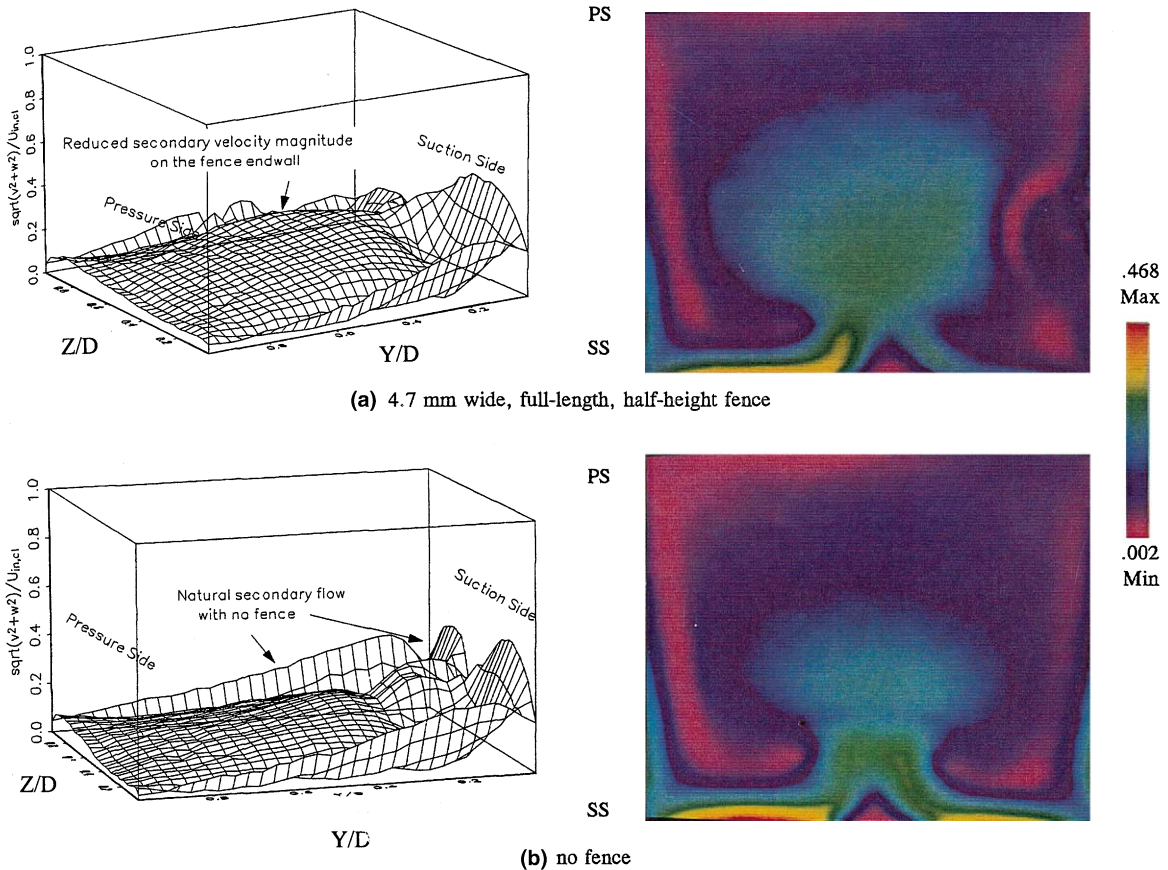 PS
1.0
0.8
0.6
0.4
0.2
0.0
sqrt(v2+w2)/Uin,cl
Reduced secondary velocity magnitude
on the fence endwall
Suction Side
Pressure Side
Z/D
Y/D
SS
.468
Max
.002
Min
(a) 4.7 mm wide, full-length, half-height fence
PS
1.0
0.8
0.6
0.4
0.2
0.0
sqrt(v2+w2)/Uin,cl
Natural secondary flow
with no fence
Suction Side
Pressure Side
Z/D
Y/D
SS
(b) no fence